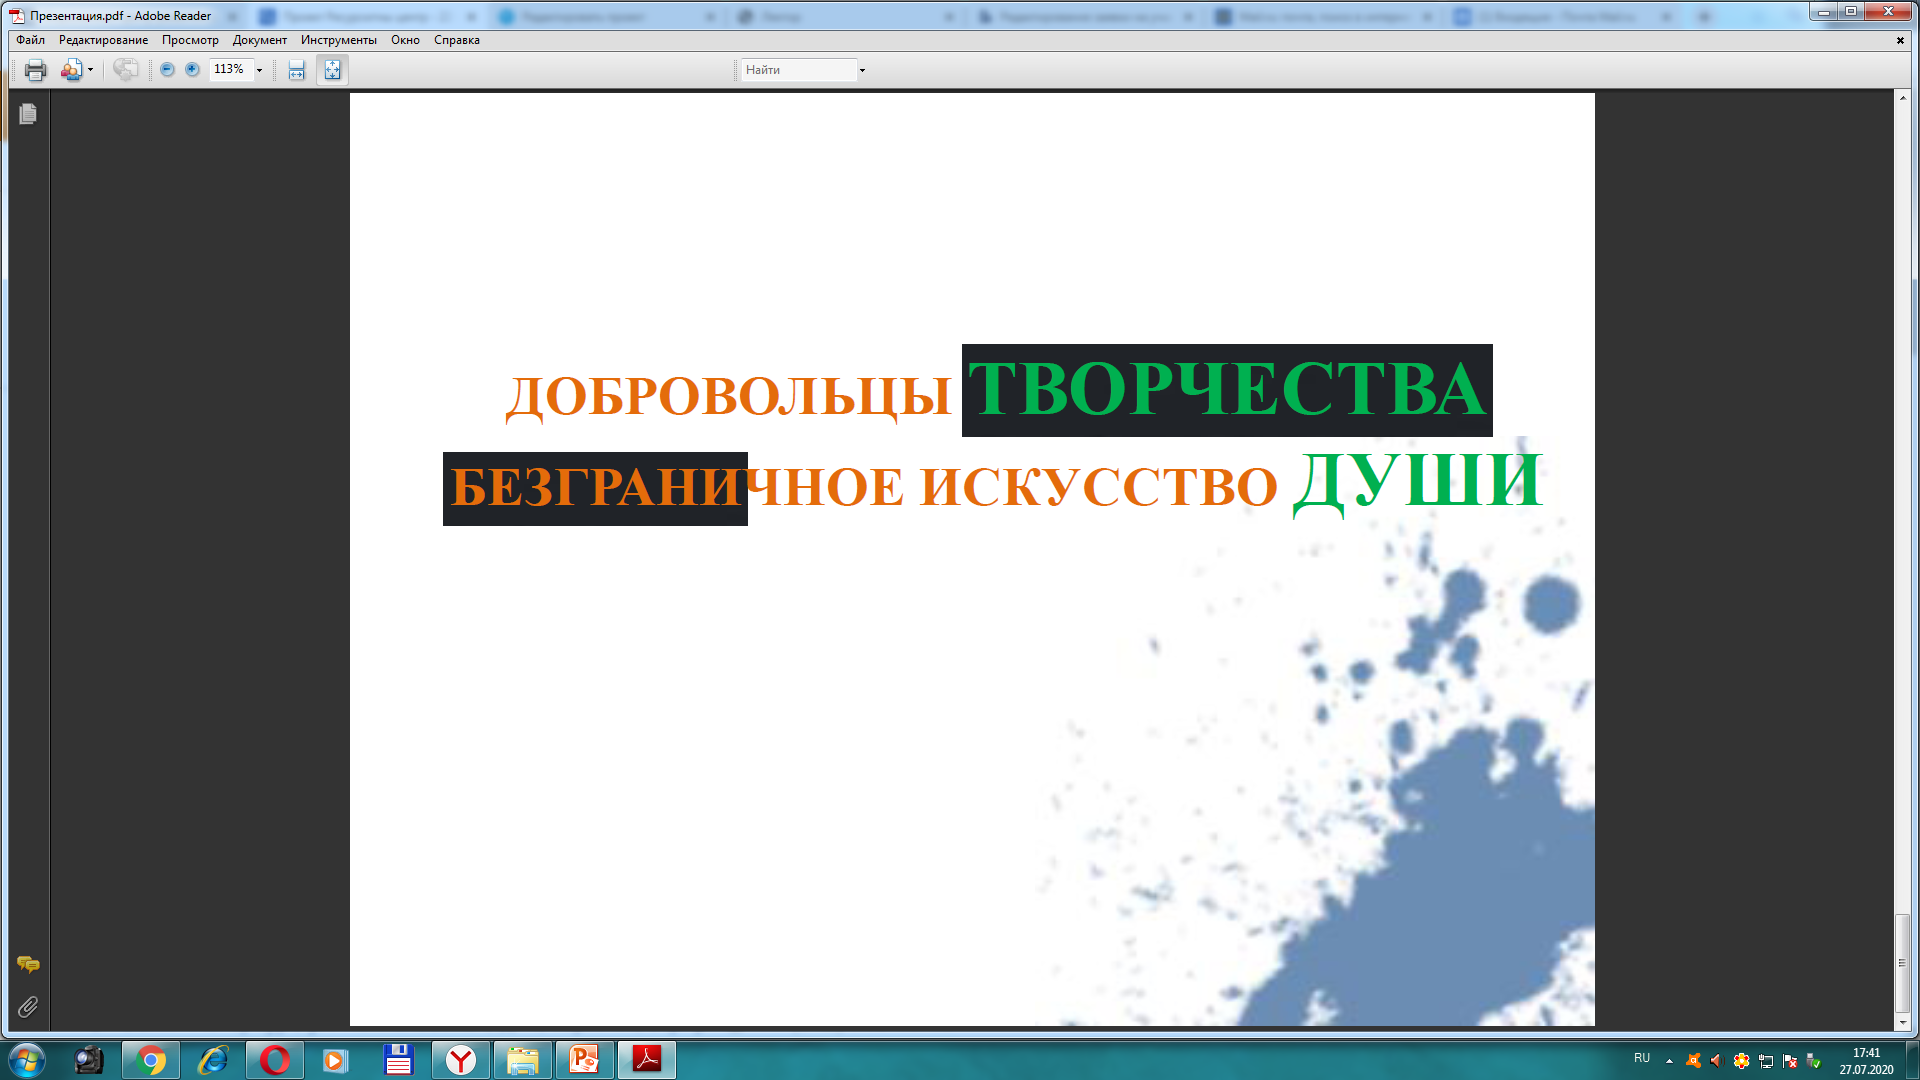 Презентация.pdf - Adobe Reader
Файл Редактирование Просмотр Документ Инструменты Окно Справка
113% Найти
ДОБРОВОЛЬЦЫ ТВОРЧЕСТВА
БЕЗГРАНИЧНОЕ ИСКУССТВО ДУШИ
RU 17:41
27.07.2020